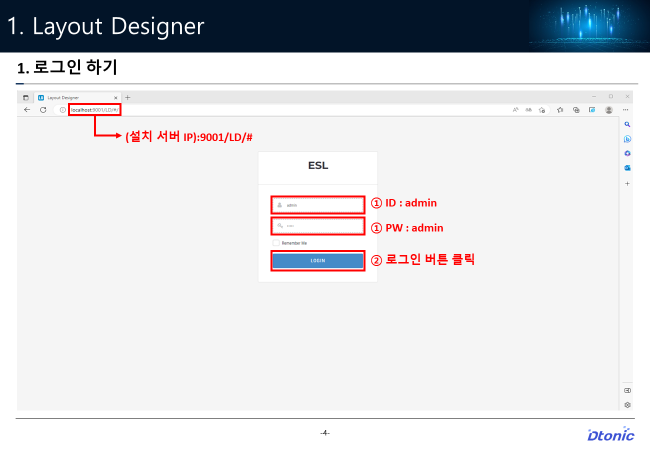 1. Layout Designer
1. 로그인 하기
Layout Designer
localhost:9001/LD/#/
(설치 서버 IP):9001/LD/#
ESL
admin
① ID : admin
① PW : admin
Remember Me
LOGIN
② 로그인 버튼 클릭
-4-
Dtonic